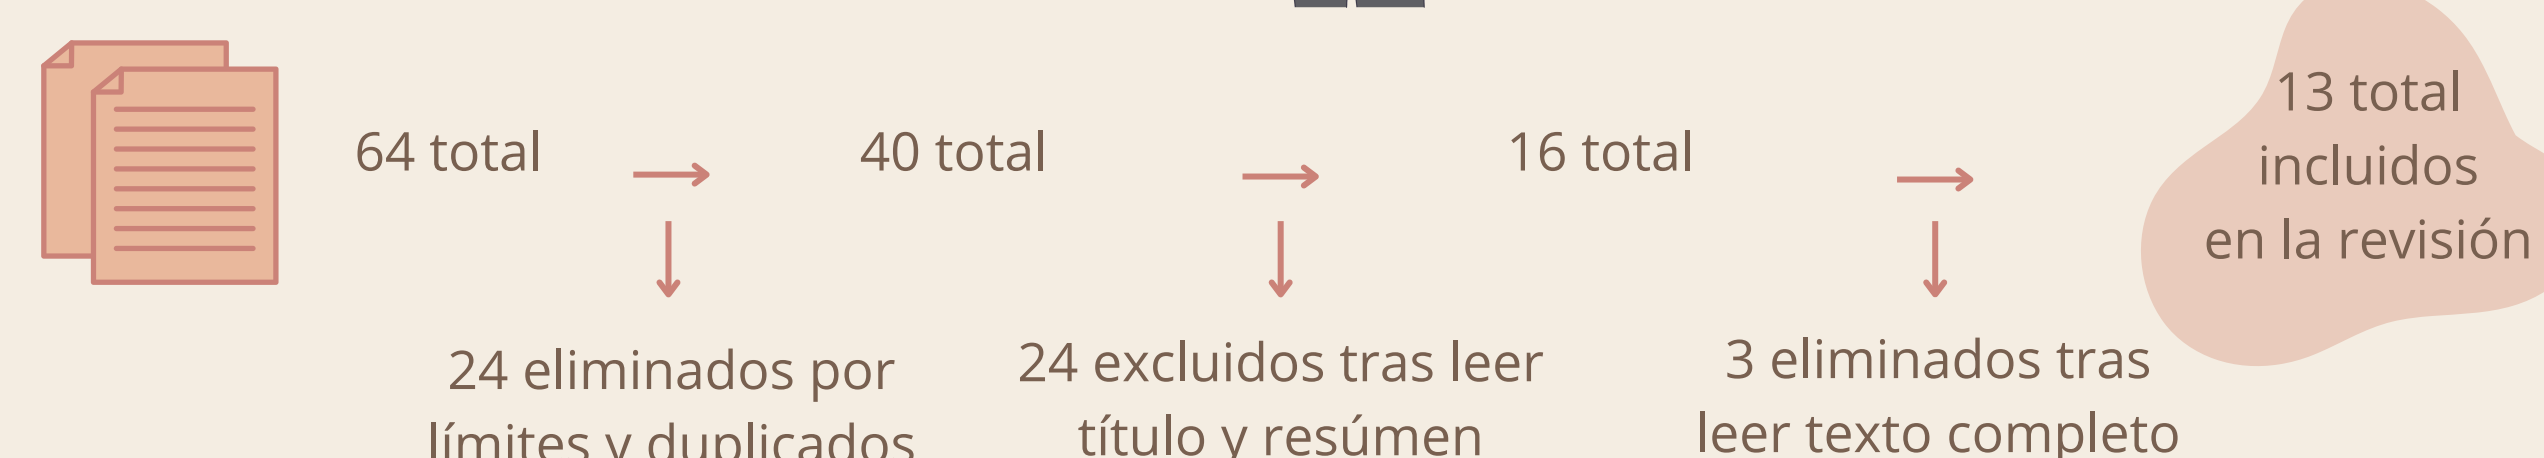 64 total
40 total
16 total
13 total
incluidos
en la revisión
24 eliminados por
límites y duplicados
24 excluidos tras leer
título y resúmen
3 eliminados tras
leer texto completo